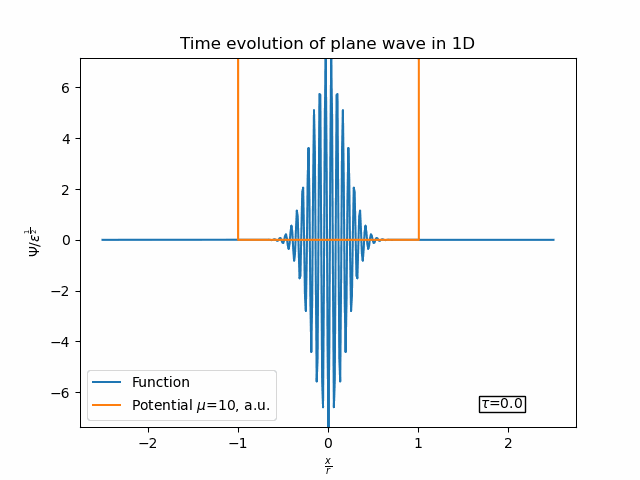 Time evolution of plane wave in 1D
6
4
2
0
−2
−4
−6
Ψ/ε^{1/2}
Function
Potential μ=10, a.u.
τ=0.0
−2 −1 0 1 2
x/r